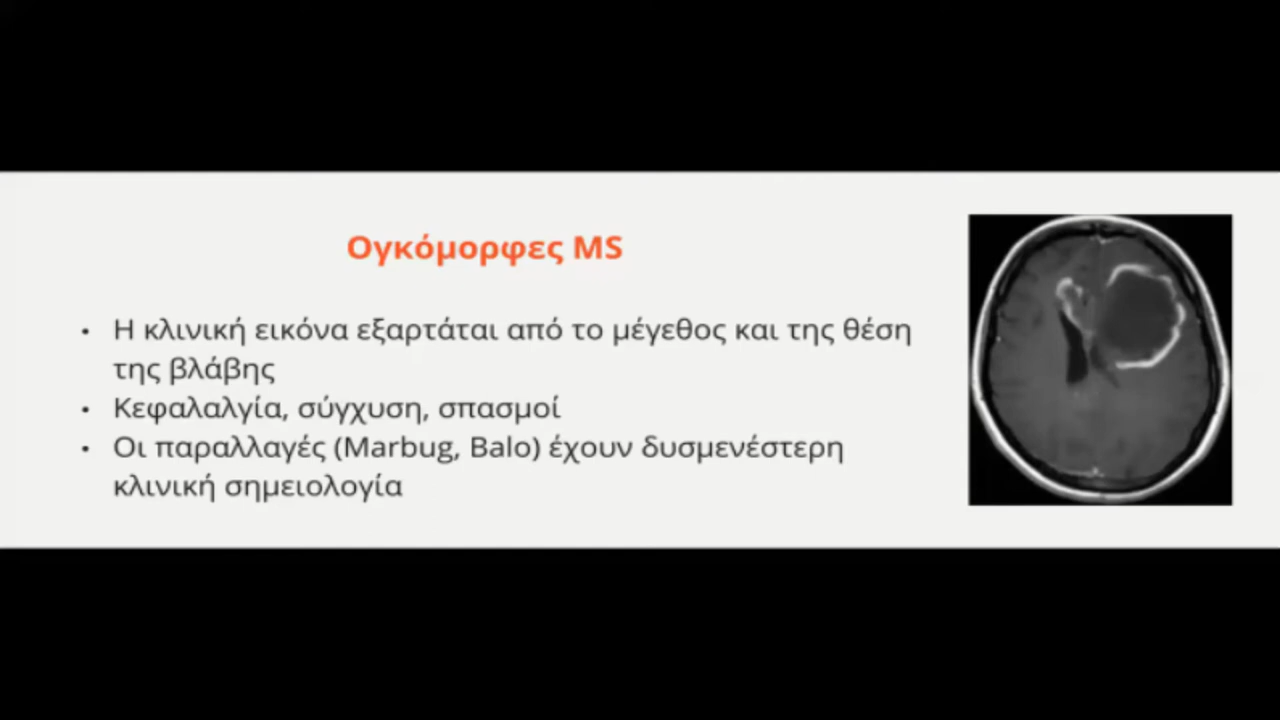 Ογκόμορφες MS
• Η κλινική εικόνα εξαρτάται από το μέγεθος και της θέση
της βλάβης
• Κεφαλαλγία, σύγχυση, σπασμοί
• Οι παραλλαγές (Marbug, Balo) έχουν δυσμενέστερη
κλινική σημειολογία